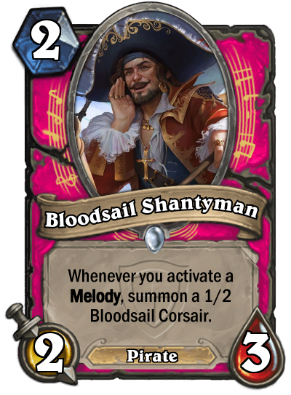 2
Bloodsail Shantyman
Whenever you activate a
Melody, summon a 1/2
Bloodsail Corsair.
2
Pirate
3